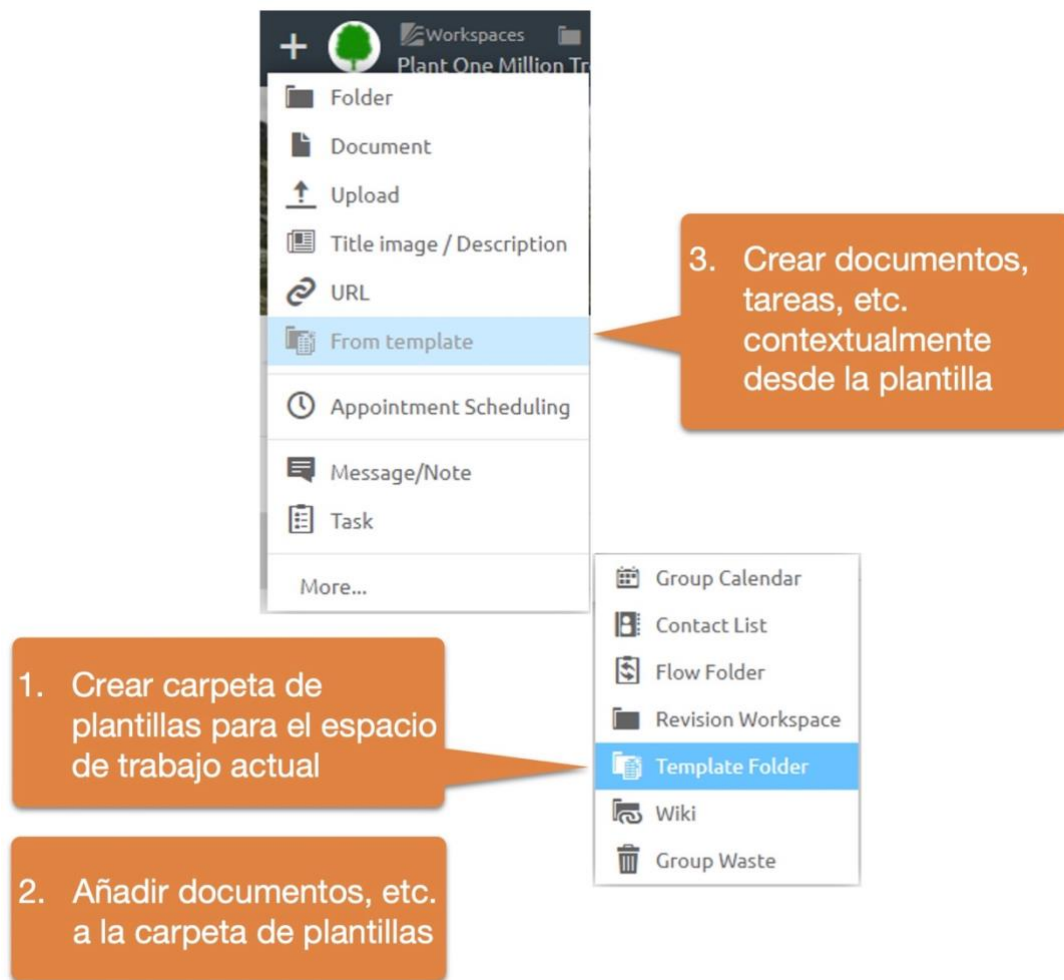 +
Workspaces
Plant One Million Tr
Folder
Document
Upload
Title image / Description
URL
From template
Appointment Scheduling
Message/Note
Task
More...
3. Crear documentos,
tareas, etc.
contextualmente
desde la plantilla
Group Calendar
Contact List
Flow Folder
Revision Workspace
Template Folder
Wiki
Group Waste
1. Crear carpeta de
plantillas para el espacio
de trabajo actual
2. Añadir documentos, etc.
a la carpeta de plantillas